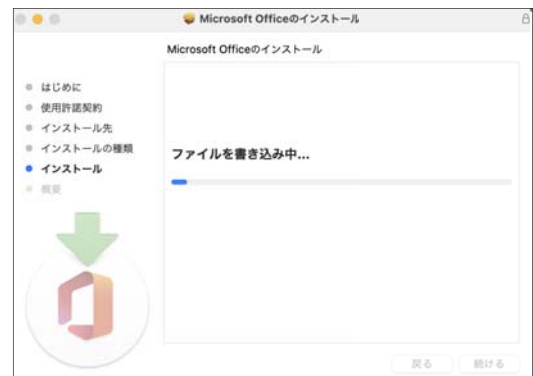 Microsoft Officeのインストール
Microsoft Officeのインストール
はじめに
使用許諾契約
インストール先
インストールの種類
インストール
概要
ファイルを書き込み中...
戻る
続ける